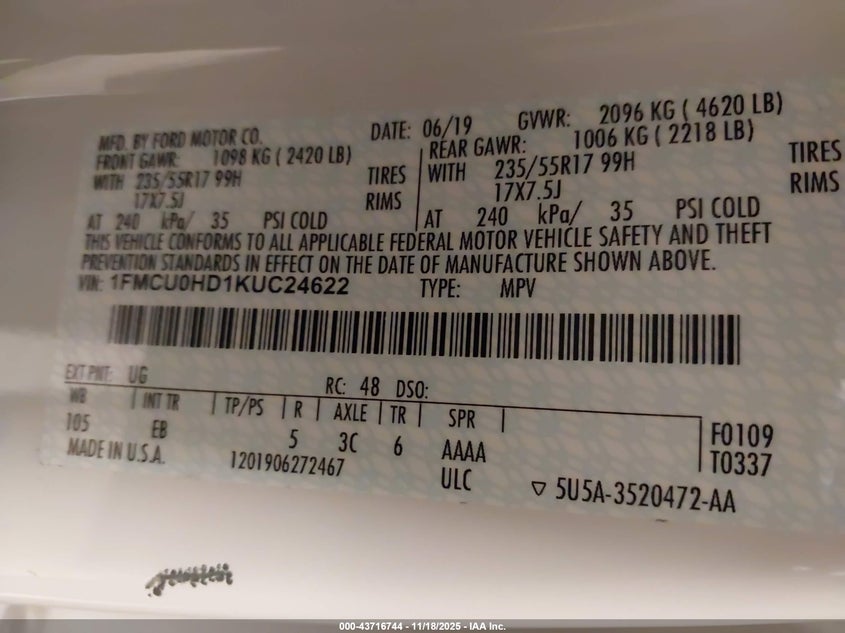 MFD. BY FORD MOTOR CO.
DATE: 06/19 GVWR: 2096 KG ( 4620 LB)
FRONT GAWR: 1098 KG ( 2420 LB)
REAR GAWR: 1006 KG ( 2218 LB)
WITH 235/55R17 99H TIRES
WITH 235/55R17 99H TIRES
17X7.5J RIMS
17X7.5J RIMS
AT 240 kPa/ 35 PSI COLD
AT 240 kPa/ 35 PSI COLD
THIS VEHICLE CONFORMS TO ALL APPLICABLE FEDERAL MOTOR VEHICLE SAFETY AND THEFT
PREVENTION STANDARDS IN EFFECT ON THE DATE OF MANUFACTURE SHOWN ABOVE.
VIN: 1FMCU0HD1KUC24622 TYPE: MPV
EXT PNT: UG RC: 48 DSO:
WB INT TR TP/PS R AXLE TR SPR
105 EB 5 3C 6 AAAA F0109
MADE IN U.S.A. 1201906272467 ULC T0337
▽ 5U5A-3520472-AA
000-43716744 - 11/18/2025 - IAA Inc.